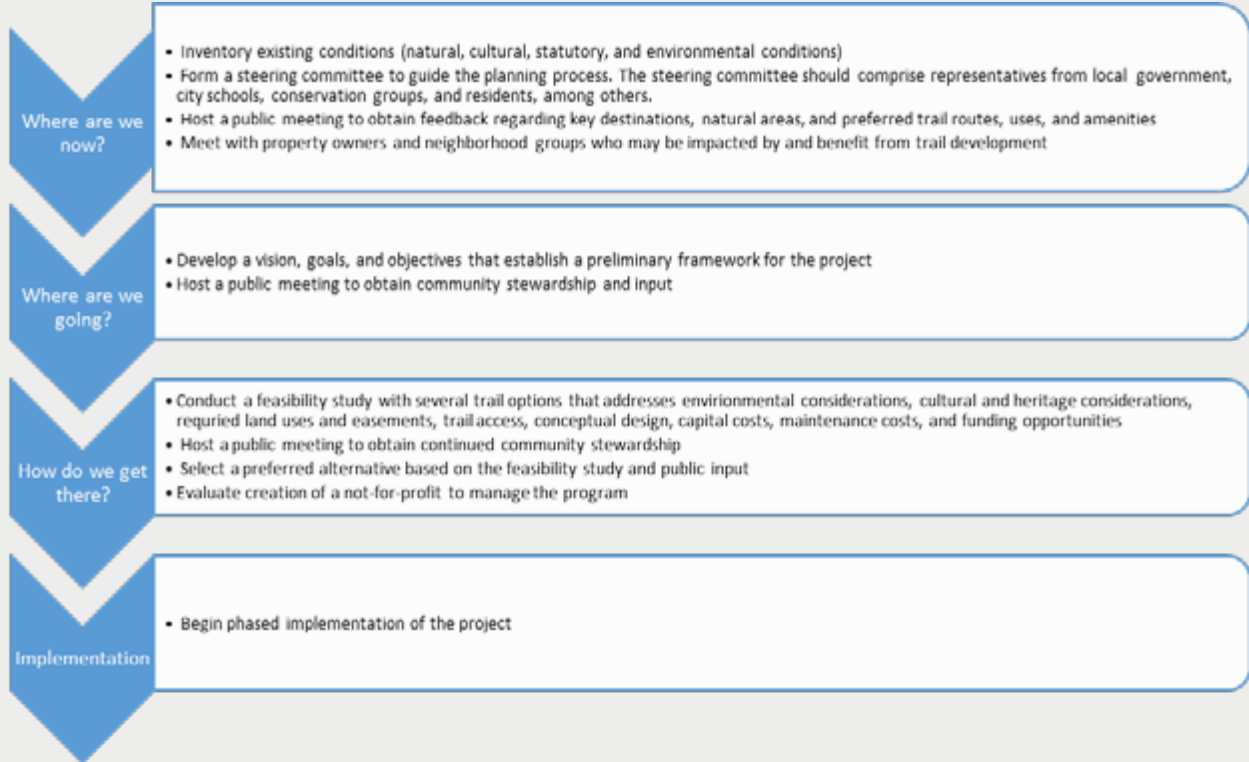 Where are we
now?
▪ Inventory existing conditions (natural, cultural, statutory, and environmental conditions)
▪ Form a steering committee to guide the planning process. The steering committee should comprise representatives from local government,
city schools, conservation groups, and residents, among others.
▪ Host a public meeting to obtain feedback regarding key destinations, natural areas, and preferred trail routes, uses, and amenities
▪ Meet with property owners and neighborhood groups who may be impacted by and benefit from trail development
Where are we
going?
• Develop a vision, goals, and objectives that establish a preliminary framework for the project
• Host a public meeting to obtain community stewardship and input
How do we get
there?
• Conduct a feasibility study with several trail options that addresses envirionmental considerations, cultural and heritage considerations,
requried land uses and easements, trail access, conceptual design, capital costs, maintenance costs, and funding opportunities
• Host a public meeting to obtain continued community stewardship
• Select a preferred alternative based on the feasibility study and public input
• Evaluate creation of a not-for-profit to manage the program
Implementation
▪ Begin phased implementation of the project